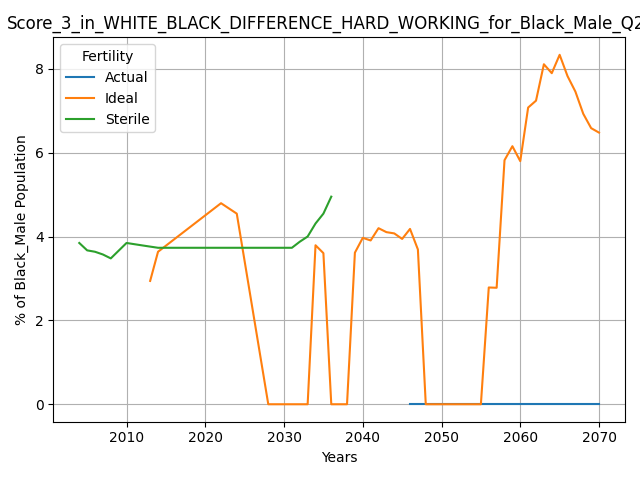 Score_3_in_WHITE_BLACK_DIFFERENCE_HARD_WORKING_for_Black_Male_Q2
Fertility
Actual
Ideal
Sterile
% of Black_Male Population
8
6
4
2
0
2010 2020 2030 2040 2050 2060 2070
Years